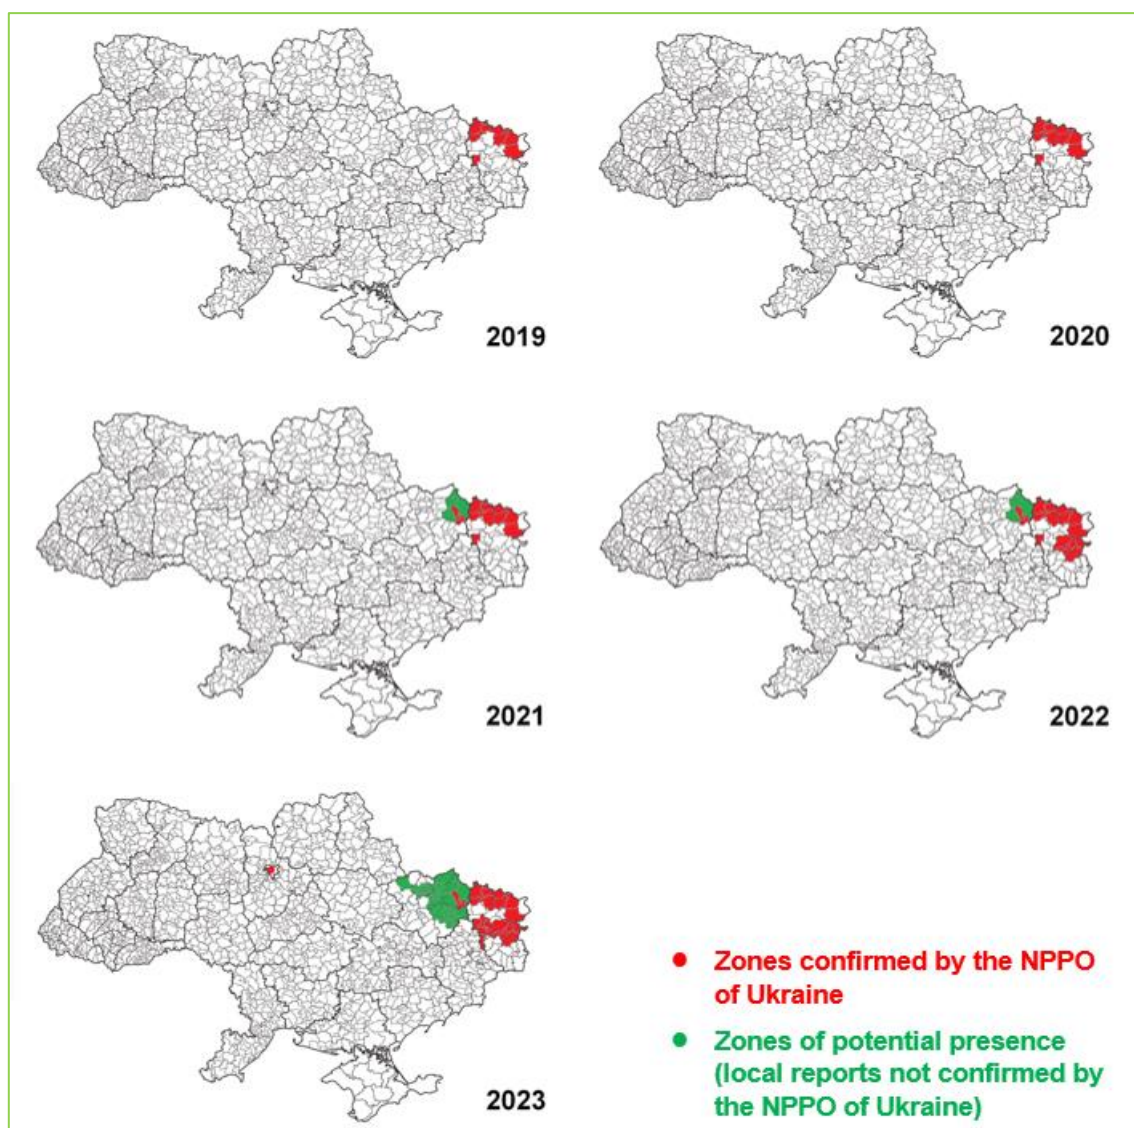 2019
2020
2021
2022
2023
Zones confirmed by the NPPO
of Ukraine
Zones of potential presence
(local reports not confirmed by
the NPPO of Ukraine)